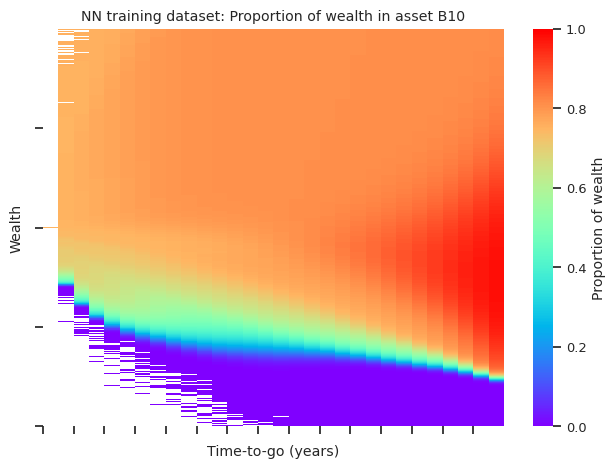 NN training dataset: Proportion of wealth in asset B10
Wealth
Time-to-go (years)
1.0
0.8
0.6
0.4
0.2
0.0
Proportion of wealth